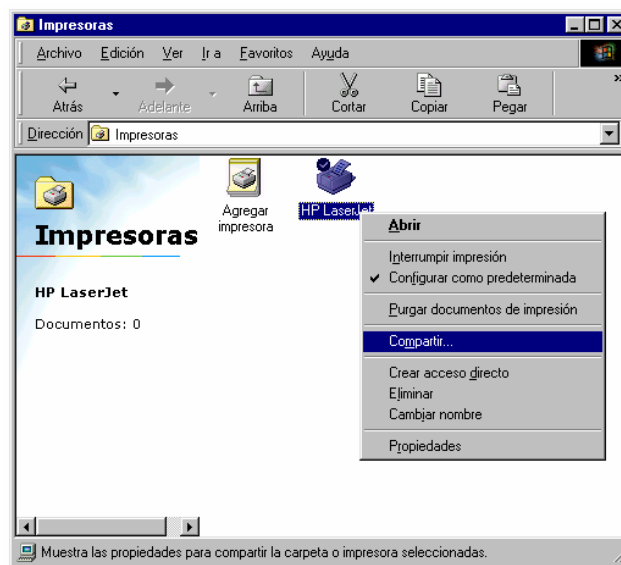 Impresoras
Archivo Edición Ver Ir a Favoritos Ayuda
Atrás Adelante Arriba Cortar Copiar Pegar »
Dirección Impresoras
Impresoras
HP LaserJet
Documentos: 0
Agregar
impresora
HP LaserJet
Abrir
Interrumpir impresión
Configurar como predeterminada
Purgar documentos de impresión
Compartir...
Crear acceso directo
Eliminar
Cambiar nombre
Propiedades
Muestra las propiedades para compartir la carpeta o impresora seleccionadas.